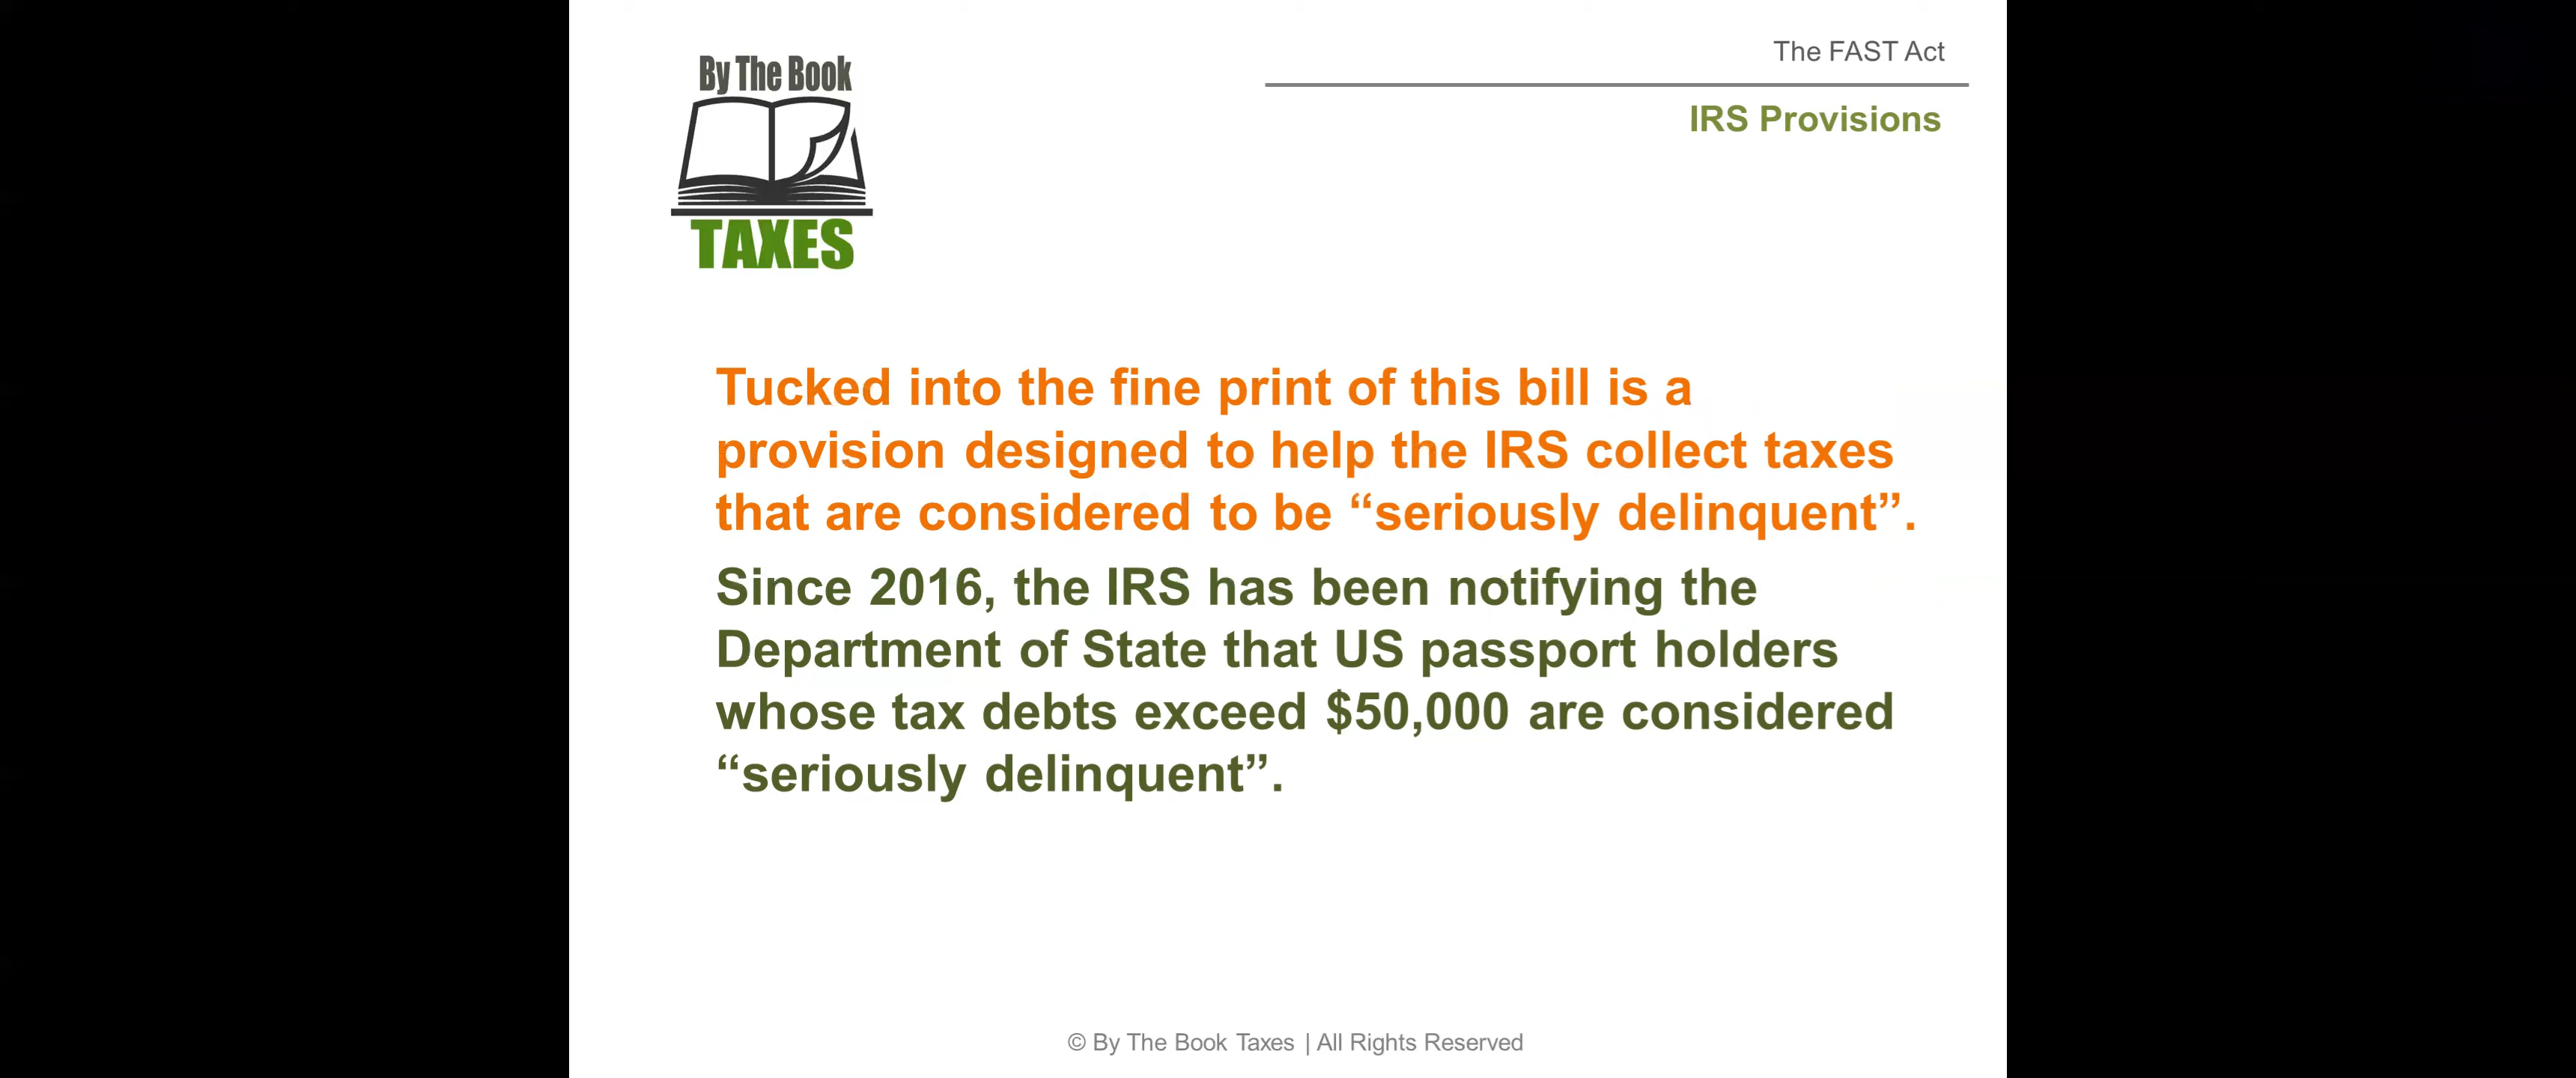 By The Book
TAXES
The FAST Act
IRS Provisions
Tucked into the fine print of this bill is a
provision designed to help the IRS collect taxes
that are considered to be “seriously delinquent”.
Since 2016, the IRS has been notifying the
Department of State that US passport holders
whose tax debts exceed $50,000 are considered
“seriously delinquent”.
© By The Book Taxes | All Rights Reserved